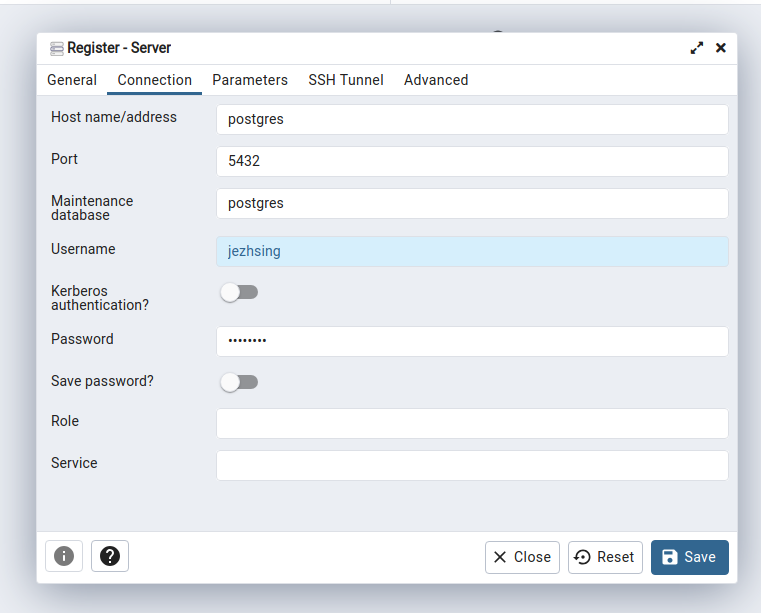 Register - Server
General Connection Parameters SSH Tunnel Advanced
Host name/address postgres
Port 5432
Maintenance
database postgres
Username jezhsing
Kerberos
authentication?
Password ••••••••
Save password?
Role
Service
Close Reset Save